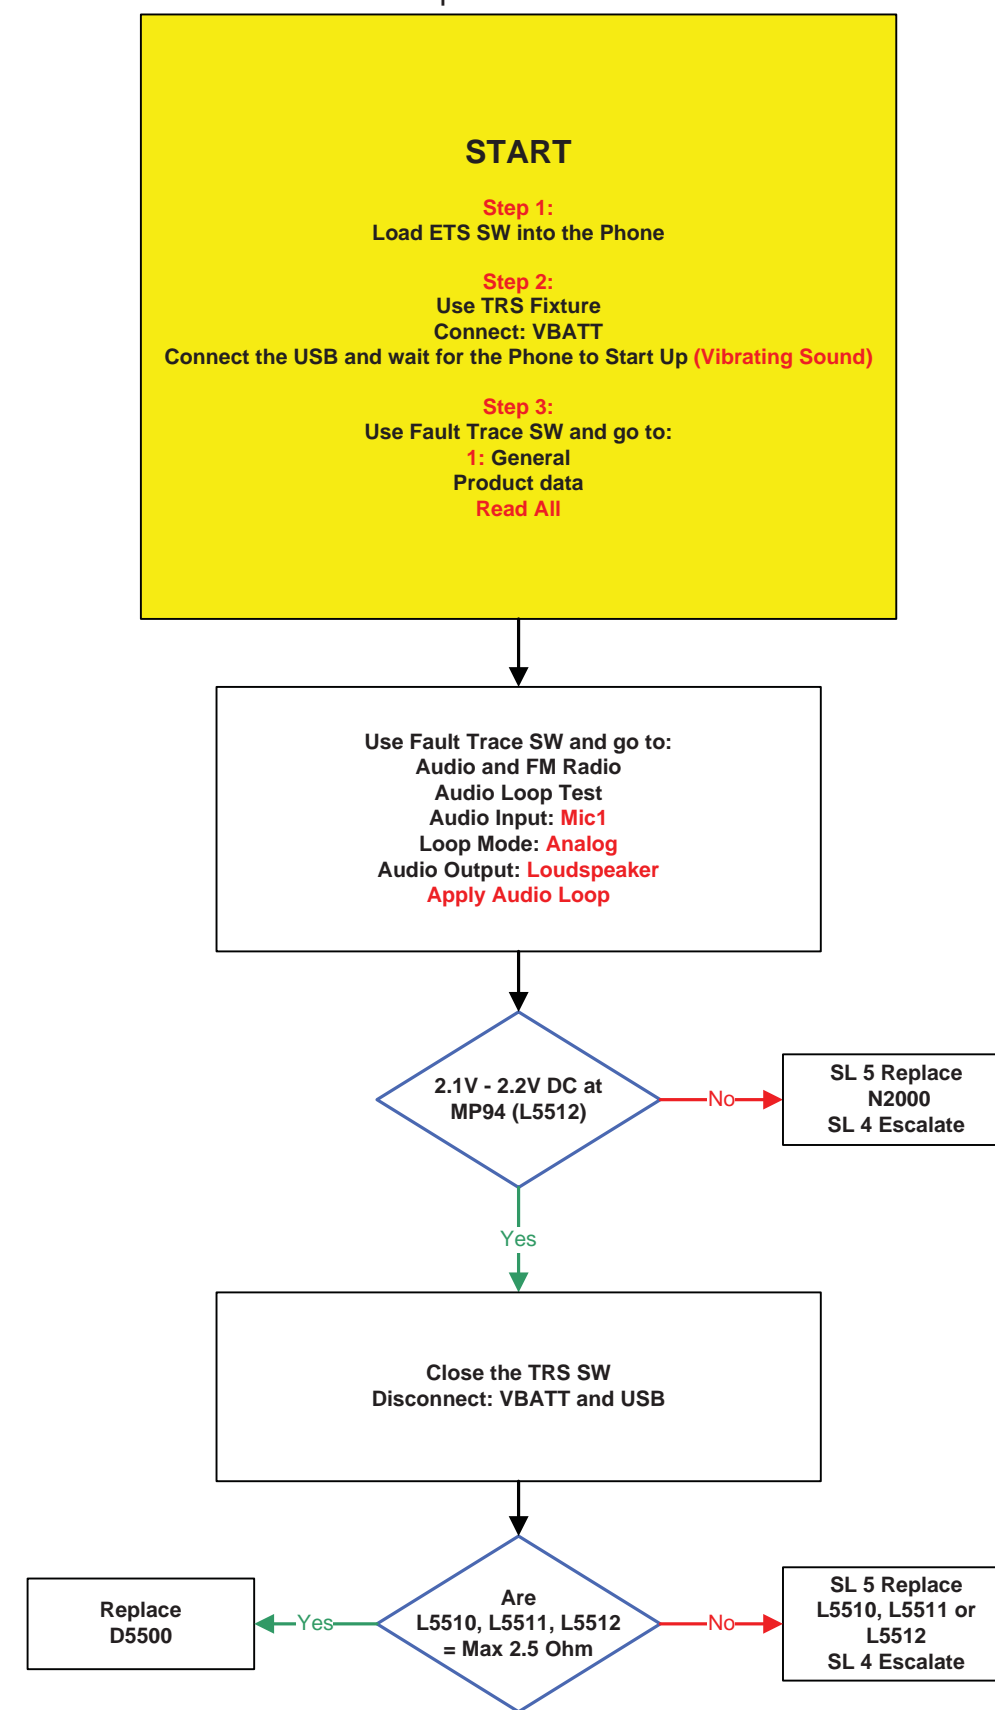 START
Step 1:
Load ETS SW into the Phone
Step 2:
Use TRS Fixture
Connect: VBATT
Connect the USB and wait for the Phone to Start Up (Vibrating Sound)
Step 3:
Use Fault Trace SW and go to:
1: General
Product data
Read All
Use Fault Trace SW and go to:
Audio and FM Radio
Audio Loop Test
Audio Input: Mic1
Loop Mode: Analog
Audio Output: Loudspeaker
Apply Audio Loop
2.1V - 2.2V DC at
MP94 (L5512)
No
SL 5 Replace
N2000
SL 4 Escalate
Yes
Close the TRS SW
Disconnect: VBATT and USB
Are
L5510, L5511, L5512
= Max 2.5 Ohm
Yes
Replace
D5500
No
SL 5 Replace
L5510, L5511 or
L5512
SL 4 Escalate